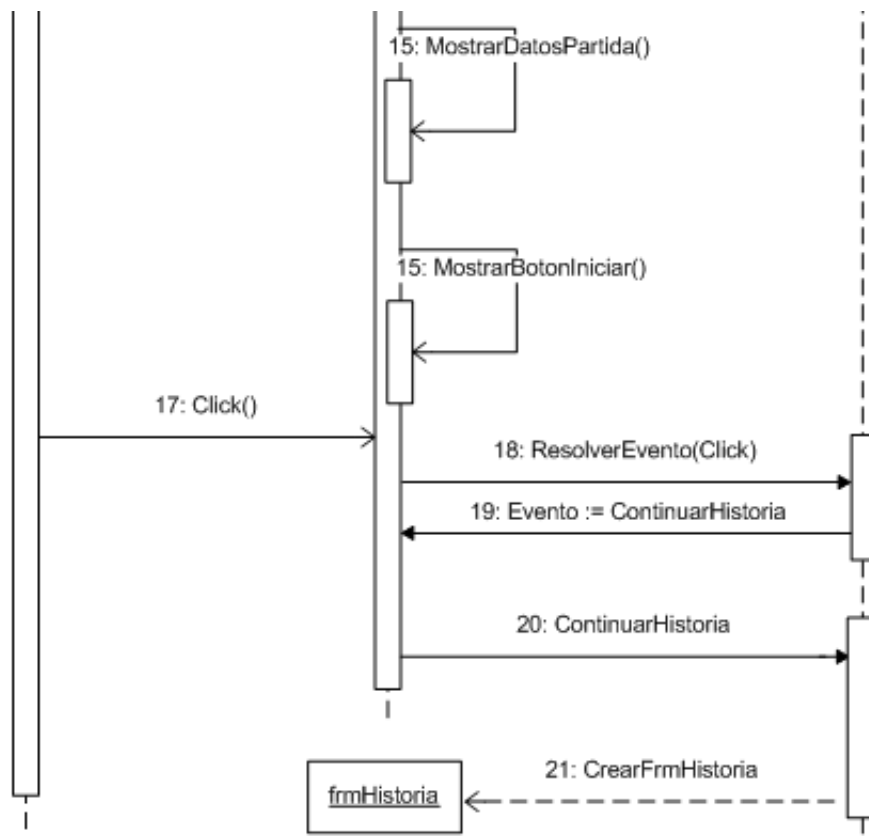 15: MostrarDatosPartida()
15: MostrarBotonIniciar()
17: Click()
18: ResolverEvento(Click)
19: Evento := ContinuarHistoria
20: ContinuarHistoria
21: CrearFrmHistoria
frmHistoria